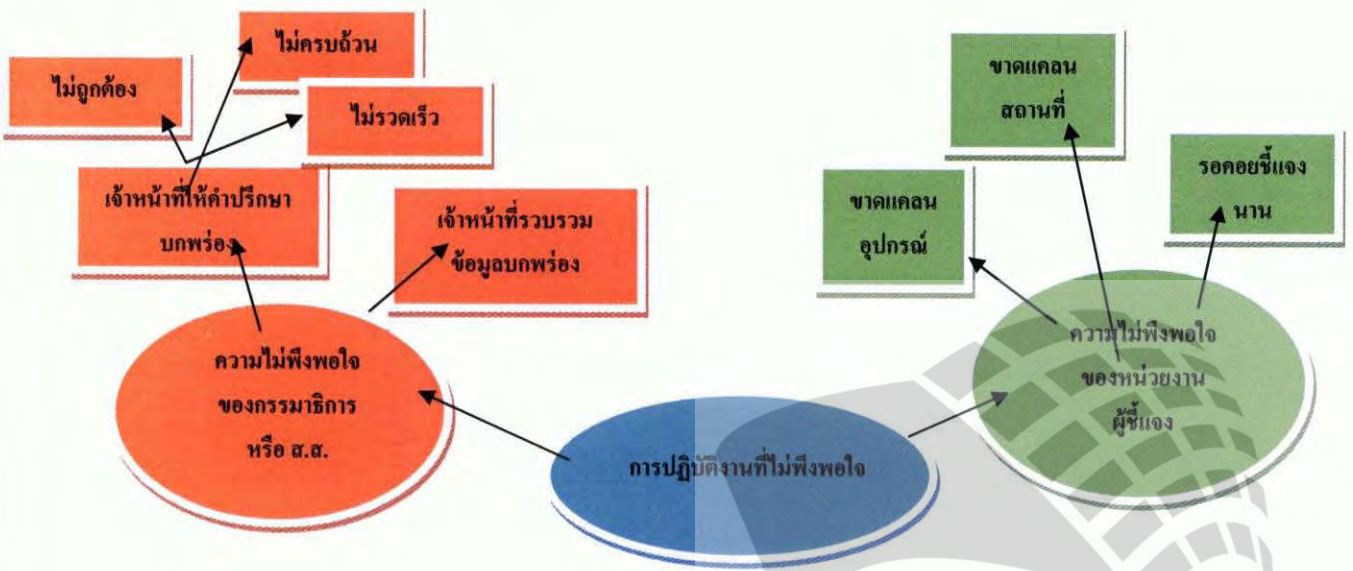 ไม่ครบถ้วน
ไม่ถูกต้อง
ไม่รวดเร็ว
เจ้าหน้าที่ให้คำปรึกษา
บกพร่อง
เจ้าหน้าที่รวบรวม
ข้อมูลบกพร่อง
ความไม่พึงพอใจ
ของกรรมาธิการ
หรือ ส.ส.
การปฏิบัติงานที่ไม่พึงพอใจ
ขาดแคลน
สถานที่
รอคอยชี้แจง
นาน
ขาดแคลน
อุปกรณ์
ความไม่พึงพอใจ
ของหน่วยงาน
ผู้ชี้แจง